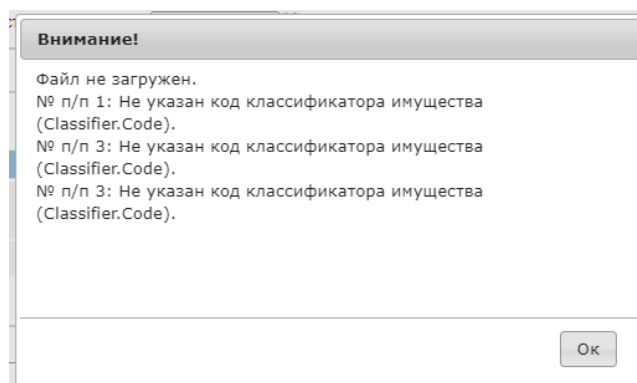 Внимание!
Файл не загружен.
№ п/п 1: Не указан код классификатора имущества
(Classifier.Code).
№ п/п 3: Не указан код классификатора имущества
(Classifier.Code).
№ п/п 3: Не указан код классификатора имущества
(Classifier.Code).
Ок